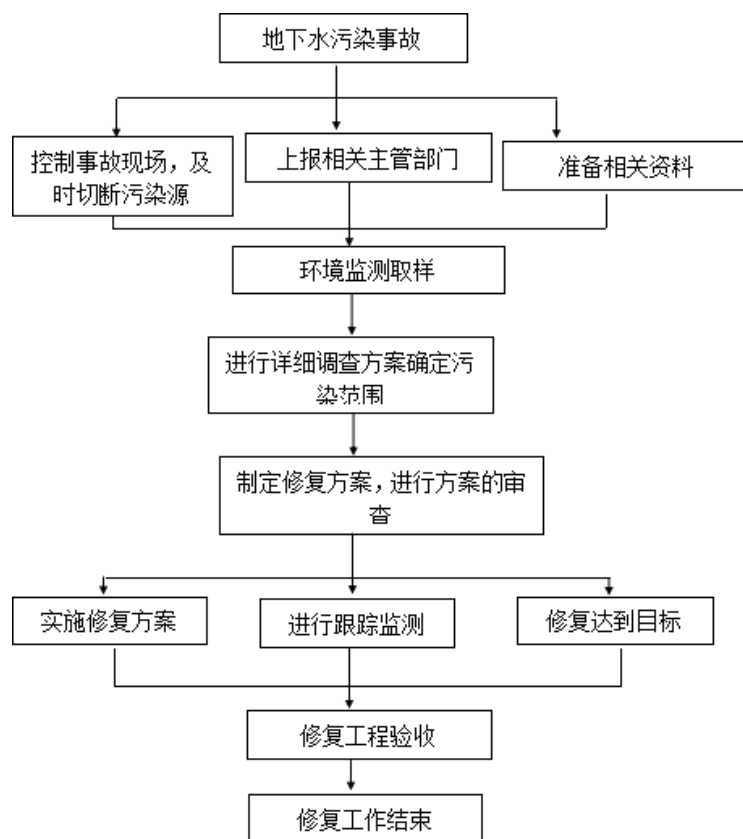 地下水污染事故
控制事故现场，及
时切断污染源
上报相关主管部门
准备相关资料
环境监测取样
进行详细调查方案确定污
染范围
制定修复方案，进行方案的审
查
实施修复方案
进行跟踪监测
修复达到目标
修复工程验收
修复工作结束